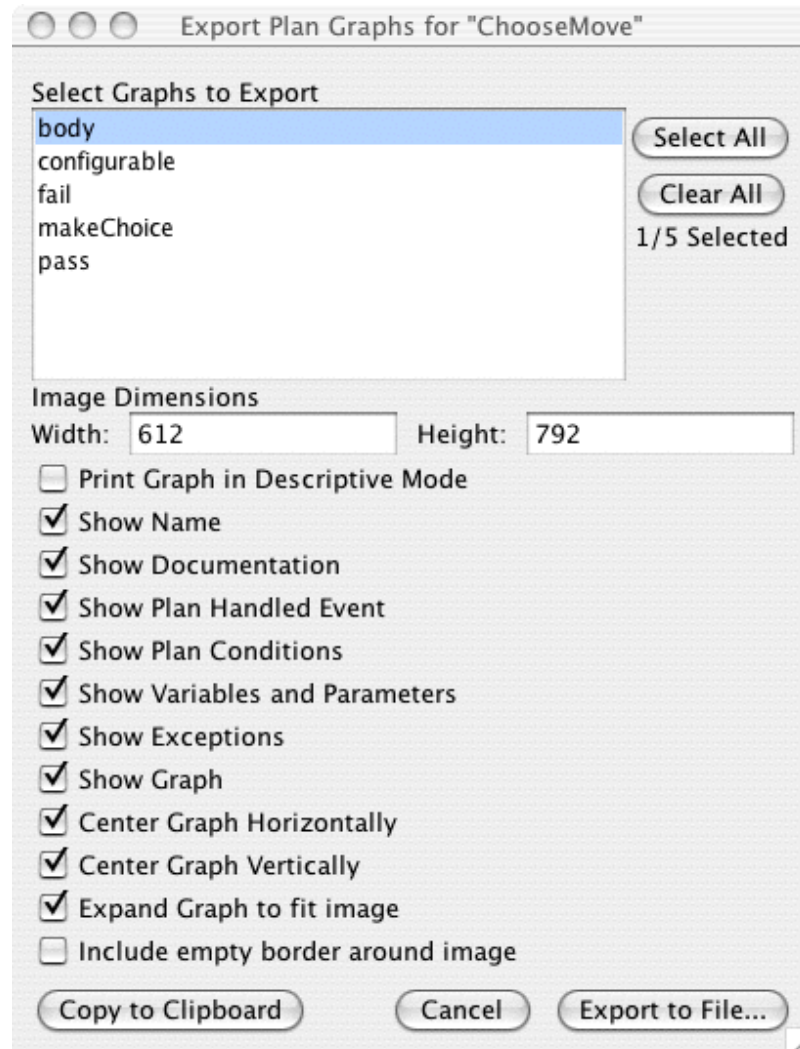 Export Plan Graphs for "ChooseMove"
Select Graphs to Export
body
configurable
fail
makeChoice
pass
Select All
Clear All
1/5 Selected
Image Dimensions
Width: 612 Height: 792
Print Graph in Descriptive Mode
Show Name
Show Documentation
Show Plan Handled Event
Show Plan Conditions
Show Variables and Parameters
Show Exceptions
Show Graph
Center Graph Horizontally
Center Graph Vertically
Expand Graph to fit image
Include empty border around image
Copy to Clipboard Cancel Export to File...